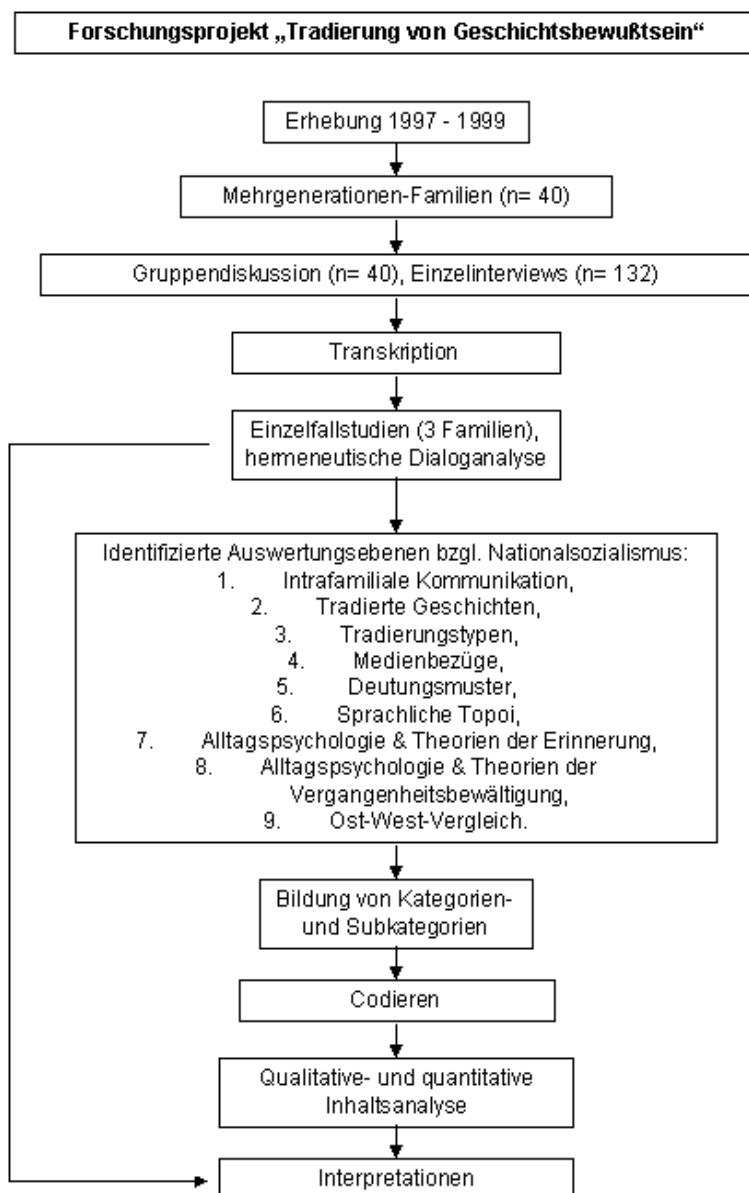 Forschungsprojekt „Tradierung von Geschichtsbewußtsein“
Erhebung 1997 - 1999
Mehrgenerationen-Familien (n= 40)
Gruppendiskussion (n= 40), Einzelinterviews (n= 132)
Transkription
Einzelfallstudien (3 Familien),
hermeneutische Dialoganalyse
Identifizierte Auswertungsebenen bzgl. Nationalsozialismus:
1. Intrafamiliale Kommunikation,
2. Tradierte Geschichten,
3. Tradierungstypen,
4. Medienbezüge,
5. Deutungsmuster,
6. Sprachliche Topoi,
7. Alltagspsychologie & Theorien der Erinnerung,
8. Alltagspsychologie & Theorien der
Vergangenheitsbewältigung,
9. Ost-West-Vergleich.
Bildung von Kategorien-
und Subkategorien
Codieren
Qualitative- und quantitative
Inhaltsanalyse
Interpretationen